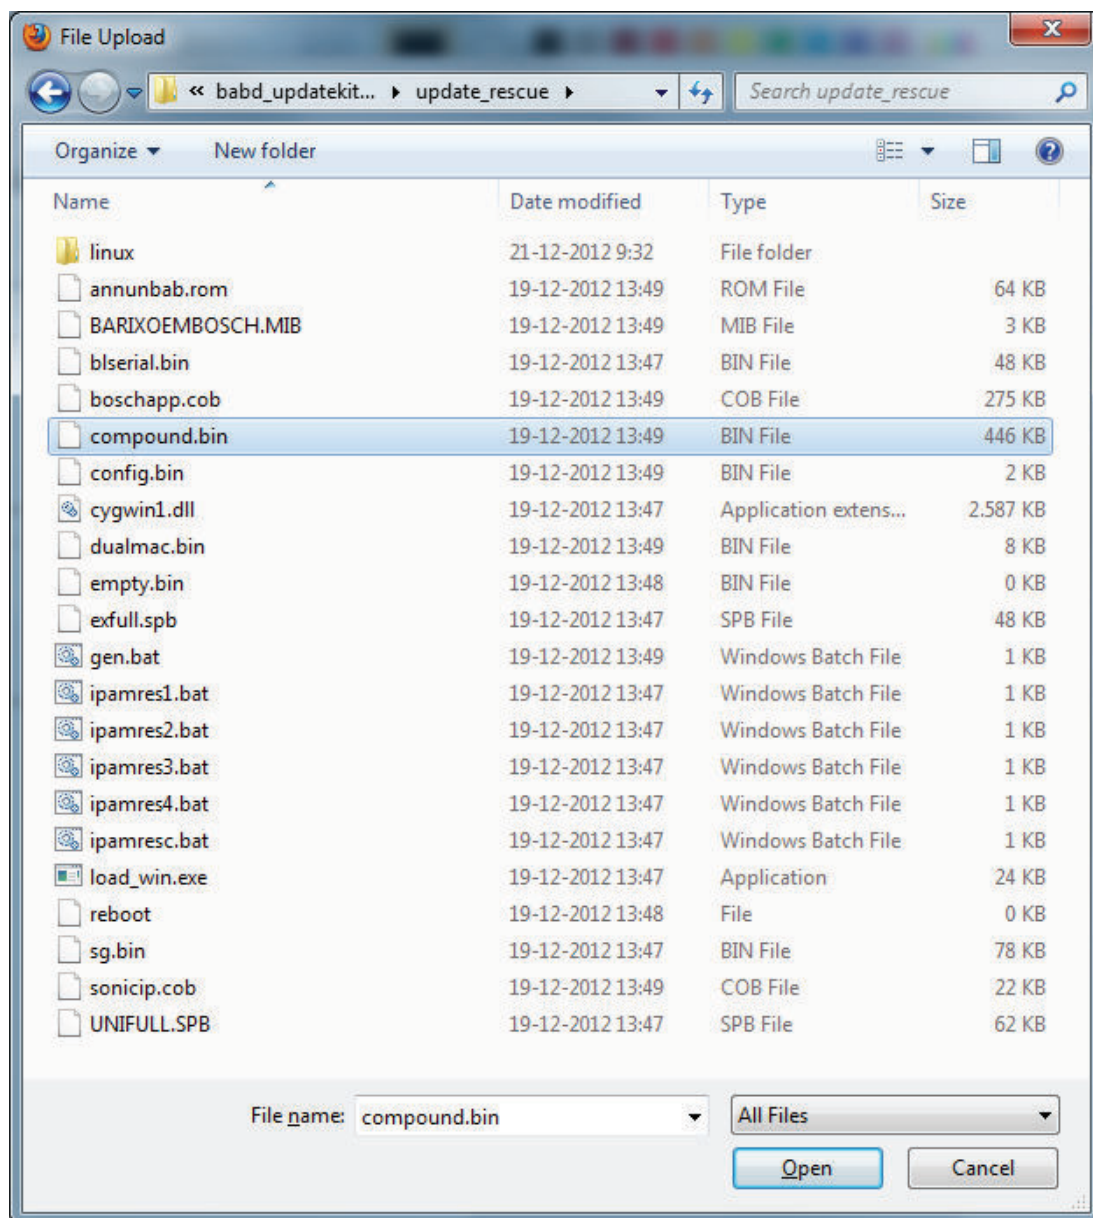 File Upload
« babd_updatekit... ▸ update_rescue ▸ Search update_rescue
Organize New folder
Name Date modified Type Size
linux 21-12-2012 9:32 File folder
annunbab.rom 19-12-2012 13:49 ROM File 64 KB
BARIXOEMBOSCH.MIB 19-12-2012 13:49 MIB File 3 KB
blserial.bin 19-12-2012 13:47 BIN File 48 KB
boschapp.cob 19-12-2012 13:49 COB File 275 KB
compound.bin 19-12-2012 13:49 BIN File 446 KB
config.bin 19-12-2012 13:49 BIN File 2 KB
cygwin1.dll 19-12-2012 13:47 Application extens... 2.587 KB
dualmac.bin 19-12-2012 13:49 BIN File 8 KB
empty.bin 19-12-2012 13:48 BIN File 0 KB
exfull.spb 19-12-2012 13:47 SPB File 48 KB
gen.bat 19-12-2012 13:49 Windows Batch File 1 KB
ipamres1.bat 19-12-2012 13:47 Windows Batch File 1 KB
ipamres2.bat 19-12-2012 13:47 Windows Batch File 1 KB
ipamres3.bat 19-12-2012 13:47 Windows Batch File 1 KB
ipamres4.bat 19-12-2012 13:47 Windows Batch File 1 KB
ipamresc.bat 19-12-2012 13:47 Windows Batch File 1 KB
load_win.exe 19-12-2012 13:47 Application 24 KB
reboot 19-12-2012 13:48 File 0 KB
sg.bin 19-12-2012 13:47 BIN File 78 KB
sonicip.cob 19-12-2012 13:49 COB File 22 KB
UNIFULL.SPB 19-12-2012 13:47 SPB File 62 KB
File name: compound.bin All Files
Open Cancel